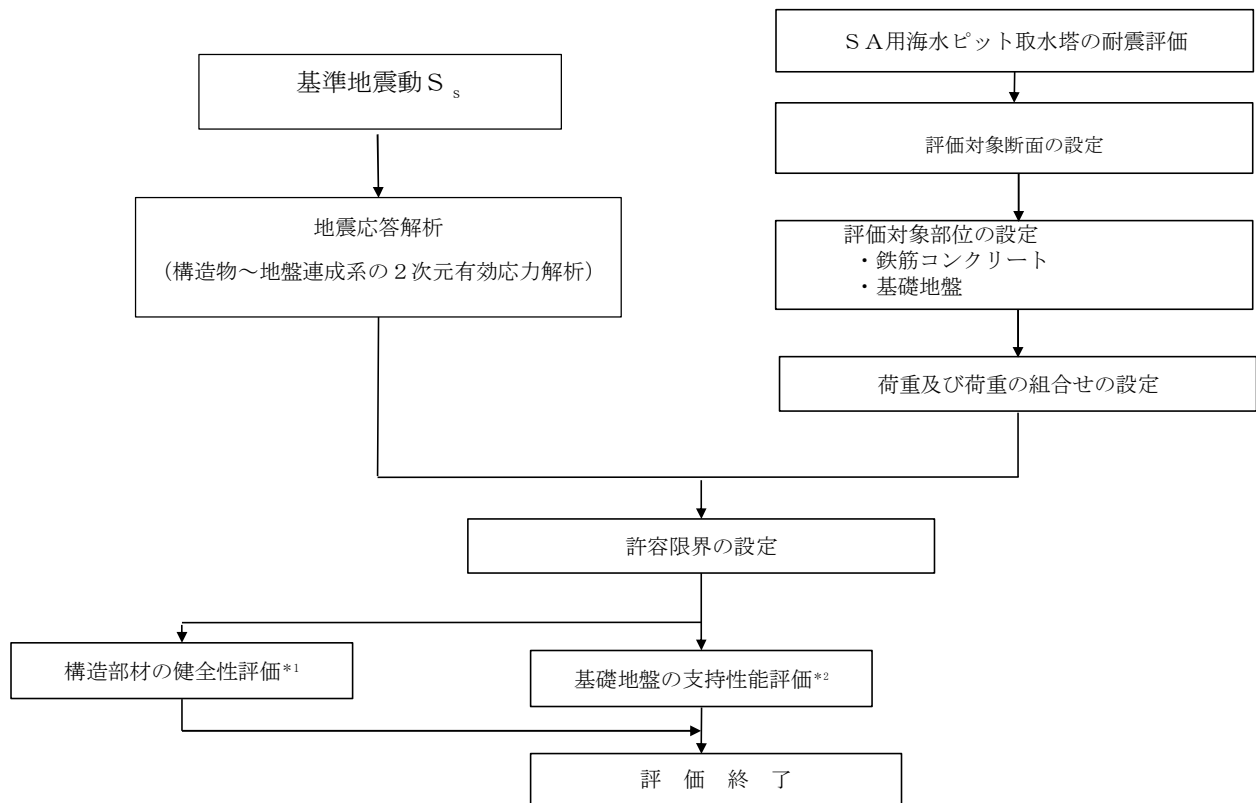 ＳＡ用海水ピット取水塔の耐震評価
基準地震動Ｓｓ
評価対象断面の設定
地震応答解析
（構造物～地盤連成系の２次元有効応力解析）
評価対象部位の設定
・鉄筋コンクリート
・基礎地盤
荷重及び荷重の組合せの設定
許容限界の設定
構造部材の健全性評価*1
基礎地盤の支持性能評価*2
評　価　終　了